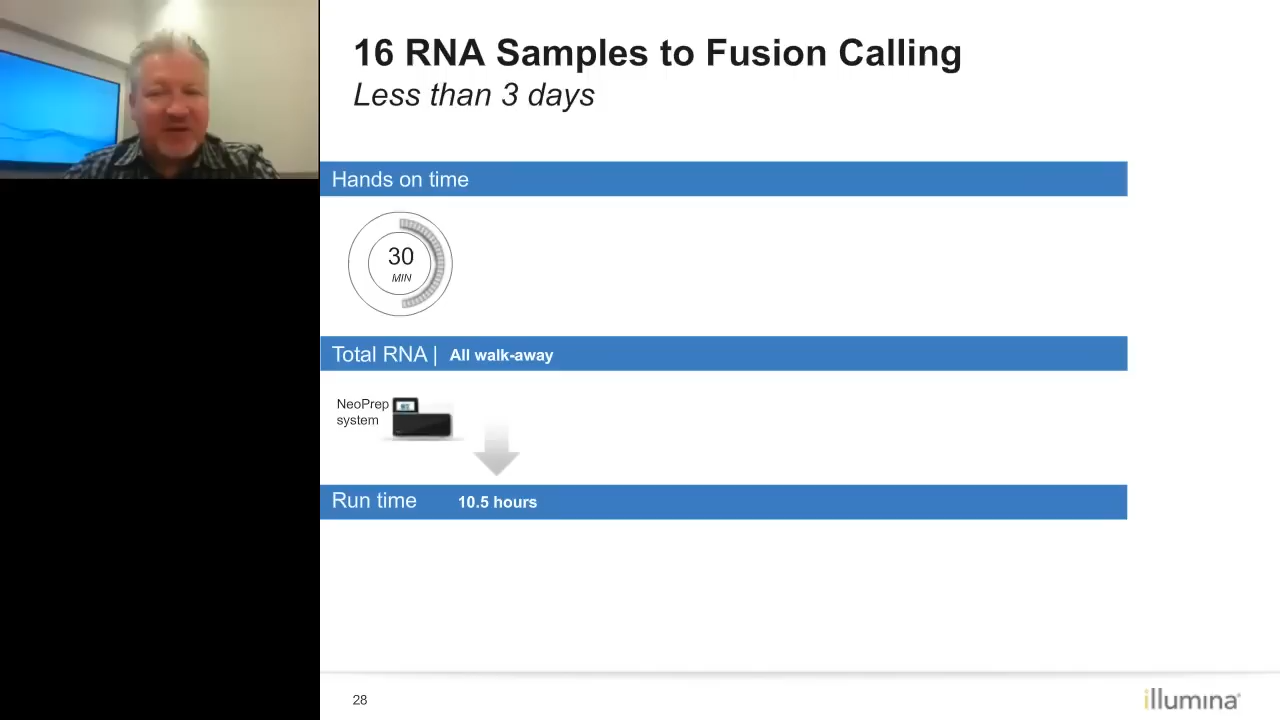 16 RNA Samples to Fusion Calling
Less than 3 days
Hands on time
30
MIN
Total RNA | All walk-away
NeoPrep
system
Run time 10.5 hours
28
illumina®